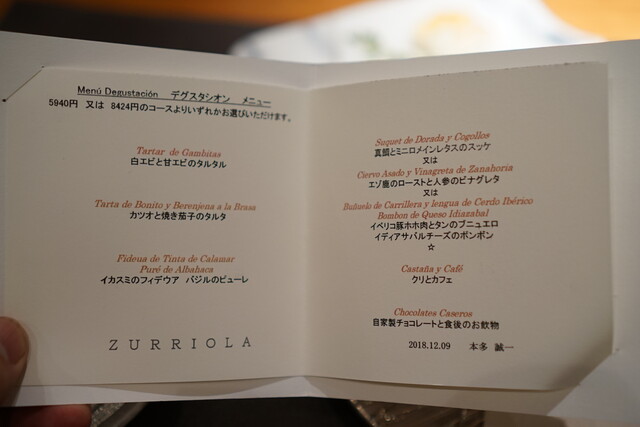 Menú Degustación デグスタシオン メニュー
5940円 又は 8424円のコースよりいずれかお選びいただけます。
Tartar de Gambitas
白エビと甘エビのタルタル
Tarta de Bonito y Berenjena a la Brasa
カツオと焼き茄子のタルタ
Fideua de Tinta de Calamar
Puré de Albahaca
イカスミのフィデウア バジルのピューレ
ZURRIOLA
Suquet de Dorada y Cogollos
真鯛とミニロメインレタスのスッケ
又は
Ciervo Asado y Vinagreta de Zanahoria
エゾ鹿のローストと人参のビナグレタ
又は
Buñuelo de Carrillera y lengua de Cerdo Ibérico
Bombon de Queso Idiazabal
イベリコ豚ホホ肉とタンのブニュエロ
イディアサバルチーズのボンボン
☆
Castaña y Café
クリとカフェ
Chocolates Caseros
自家製チョコレートと食後のお飲物
2018.12.09 本多 誠一